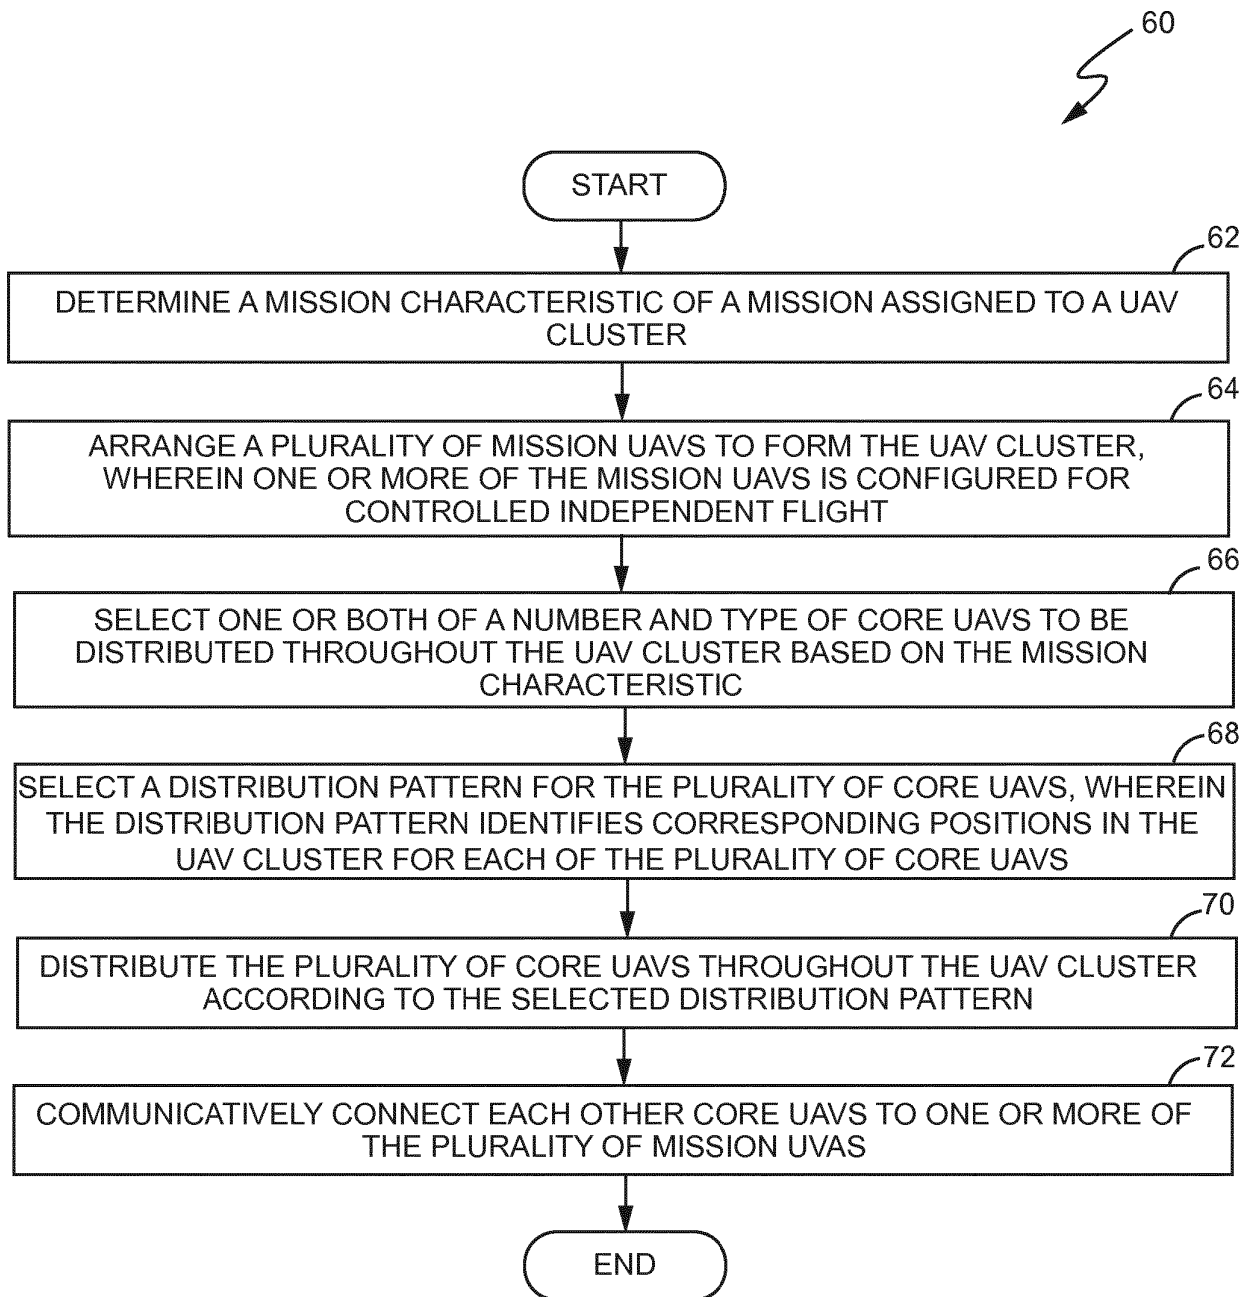 60
START
62
DETERMINE A MISSION CHARACTERISTIC OF A MISSION ASSIGNED TO A UAV
CLUSTER
64
ARRANGE A PLURALITY OF MISSION UAVS TO FORM THE UAV CLUSTER,
WHEREIN ONE OR MORE OF THE MISSION UAVS IS CONFIGURED FOR
CONTROLLED INDEPENDENT FLIGHT
66
SELECT ONE OR BOTH OF A NUMBER AND TYPE OF CORE UAVS TO BE
DISTRIBUTED THROUGHOUT THE UAV CLUSTER BASED ON THE MISSION
CHARACTERISTIC
68
SELECT A DISTRIBUTION PATTERN FOR THE PLURALITY OF CORE UAVS, WHEREIN
THE DISTRIBUTION PATTERN IDENTIFIES CORRESPONDING POSITIONS IN THE
UAV CLUSTER FOR EACH OF THE PLURALITY OF CORE UAVS
70
DISTRIBUTE THE PLURALITY OF CORE UAVS THROUGHOUT THE UAV CLUSTER
ACCORDING TO THE SELECTED DISTRIBUTION PATTERN
72
COMMUNICATIVELY CONNECT EACH OTHER CORE UAVS TO ONE OR MORE OF
THE PLURALITY OF MISSION UVAS
END